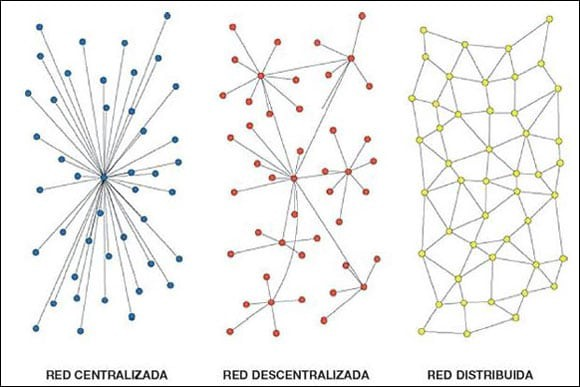 RED CENTRALIZADA
RED DESCENTRALIZADA
RED DISTRIBUIDA